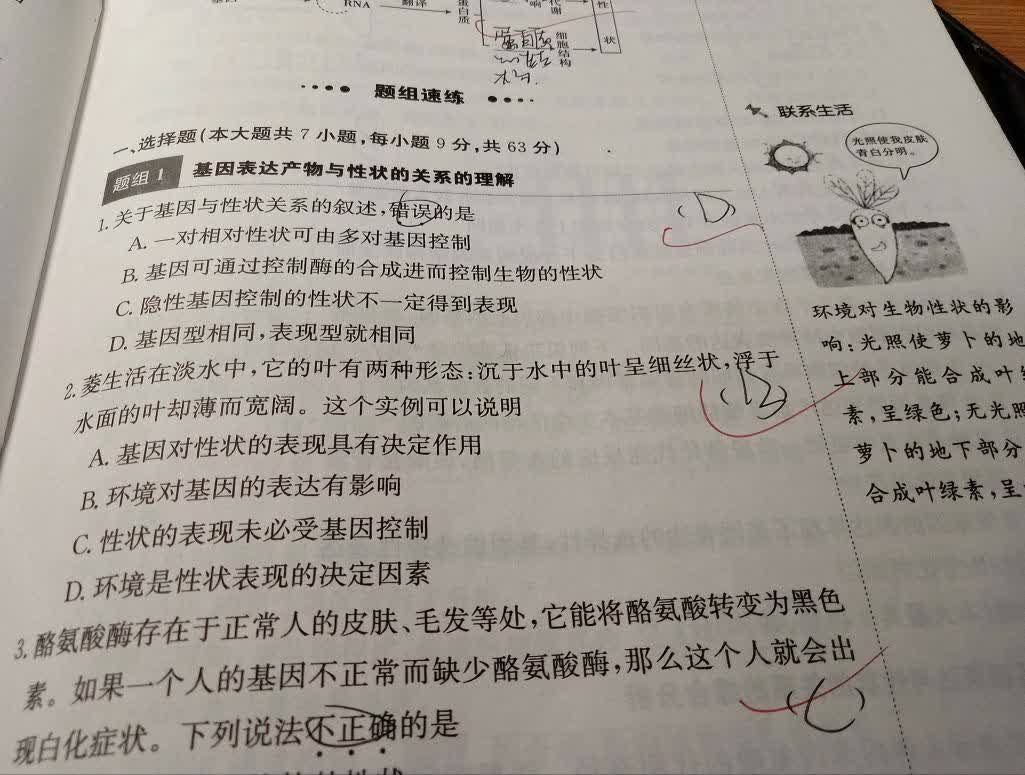 RNA
翻译
蛋白质
响代谢
性
状
蛋白质
细胞结构
题组速练
一、选择题(本大题共7小题,每小题9分,共63分)
题组1 基因表达产物与性状的关系的理解
1.关于基因与性状关系的叙述,错误的是 (D)
A.一对相对性状可由多对基因控制
B.基因可通过控制酶的合成进而控制生物的性状
C.隐性基因控制的性状不一定得到表现
D.基因型相同,表现型就相同
2.菱生活在淡水中,它的叶有两种形态:沉于水中的叶呈细丝状,浮于
水面的叶却薄而宽阔。这个实例可以说明 (B)
A.基因对性状的表现具有决定作用
B.环境对基因的表达有影响
C.性状的表现未必受基因控制
D.环境是性状表现的决定因素
3.酪氨酸酶存在于正常人的皮肤、毛发等处,它能将酪氨酸转变为黑色
素。如果一个人的基因不正常而缺少酪氨酸酶,那么这个人就会出
现白化症状。下列说法不正确的是 (C)
联系生活
光照使我皮肤
青白分明。
环境对生物性状的影
响:光照使萝卜的地
上部分能合成叶
素,呈绿色;无光照
萝卜的地下部分
合成叶绿素,呈